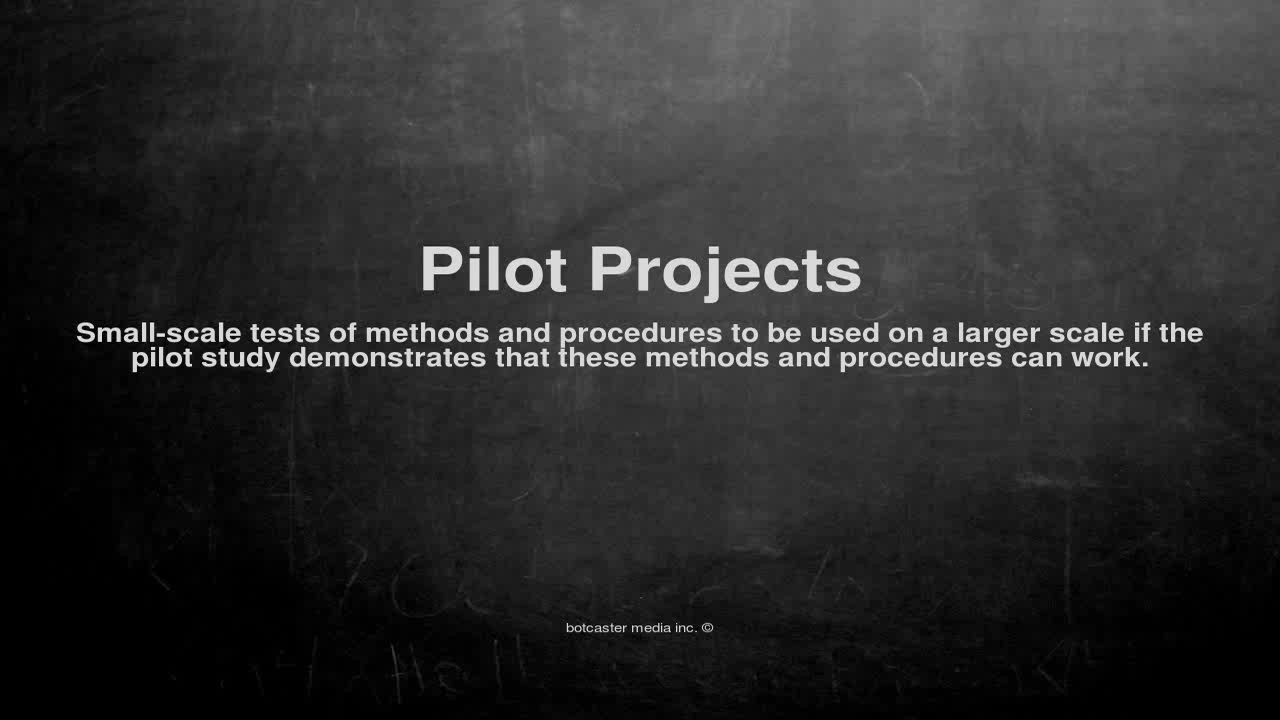 Pilot Projects
Small-scale tests of methods and procedures to be used on a larger scale if the
pilot study demonstrates that these methods and procedures can work.
botcaster media inc. ©